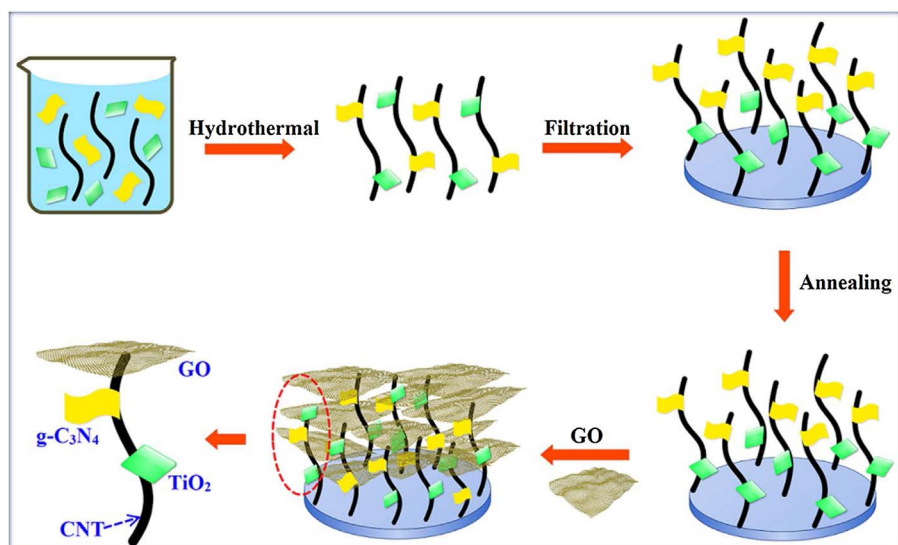 Hydrothermal
Filtration
Annealing
GO
GO
g-C₃N₄
TiO₂
CNT